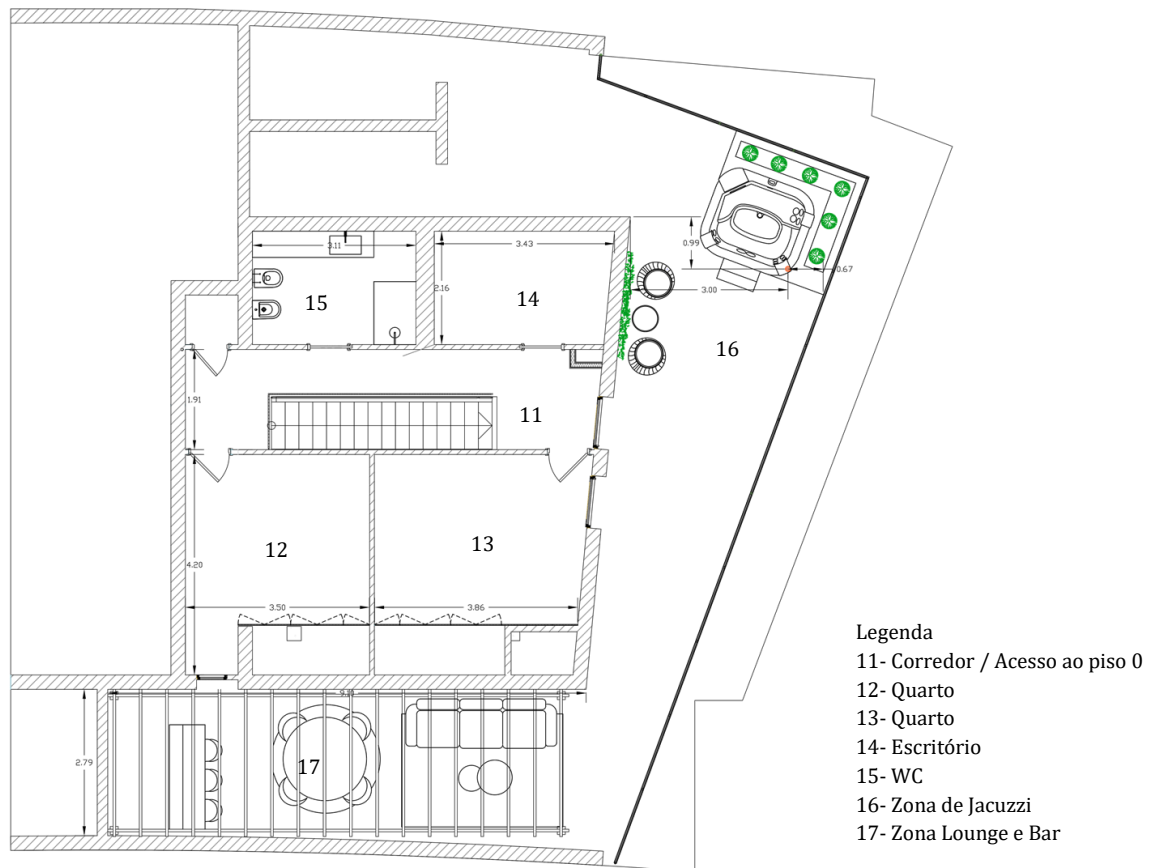 3.11
3.43
0.99
0.67
2.16
3.00
15
14
16
1.91
11
12
13
4.20
3.50
3.86
2.79
17
Legenda
11- Corredor / Acesso ao piso 0
12- Quarto
13- Quarto
14- Escritório
15- WC
16- Zona de Jacuzzi
17- Zona Lounge e Bar